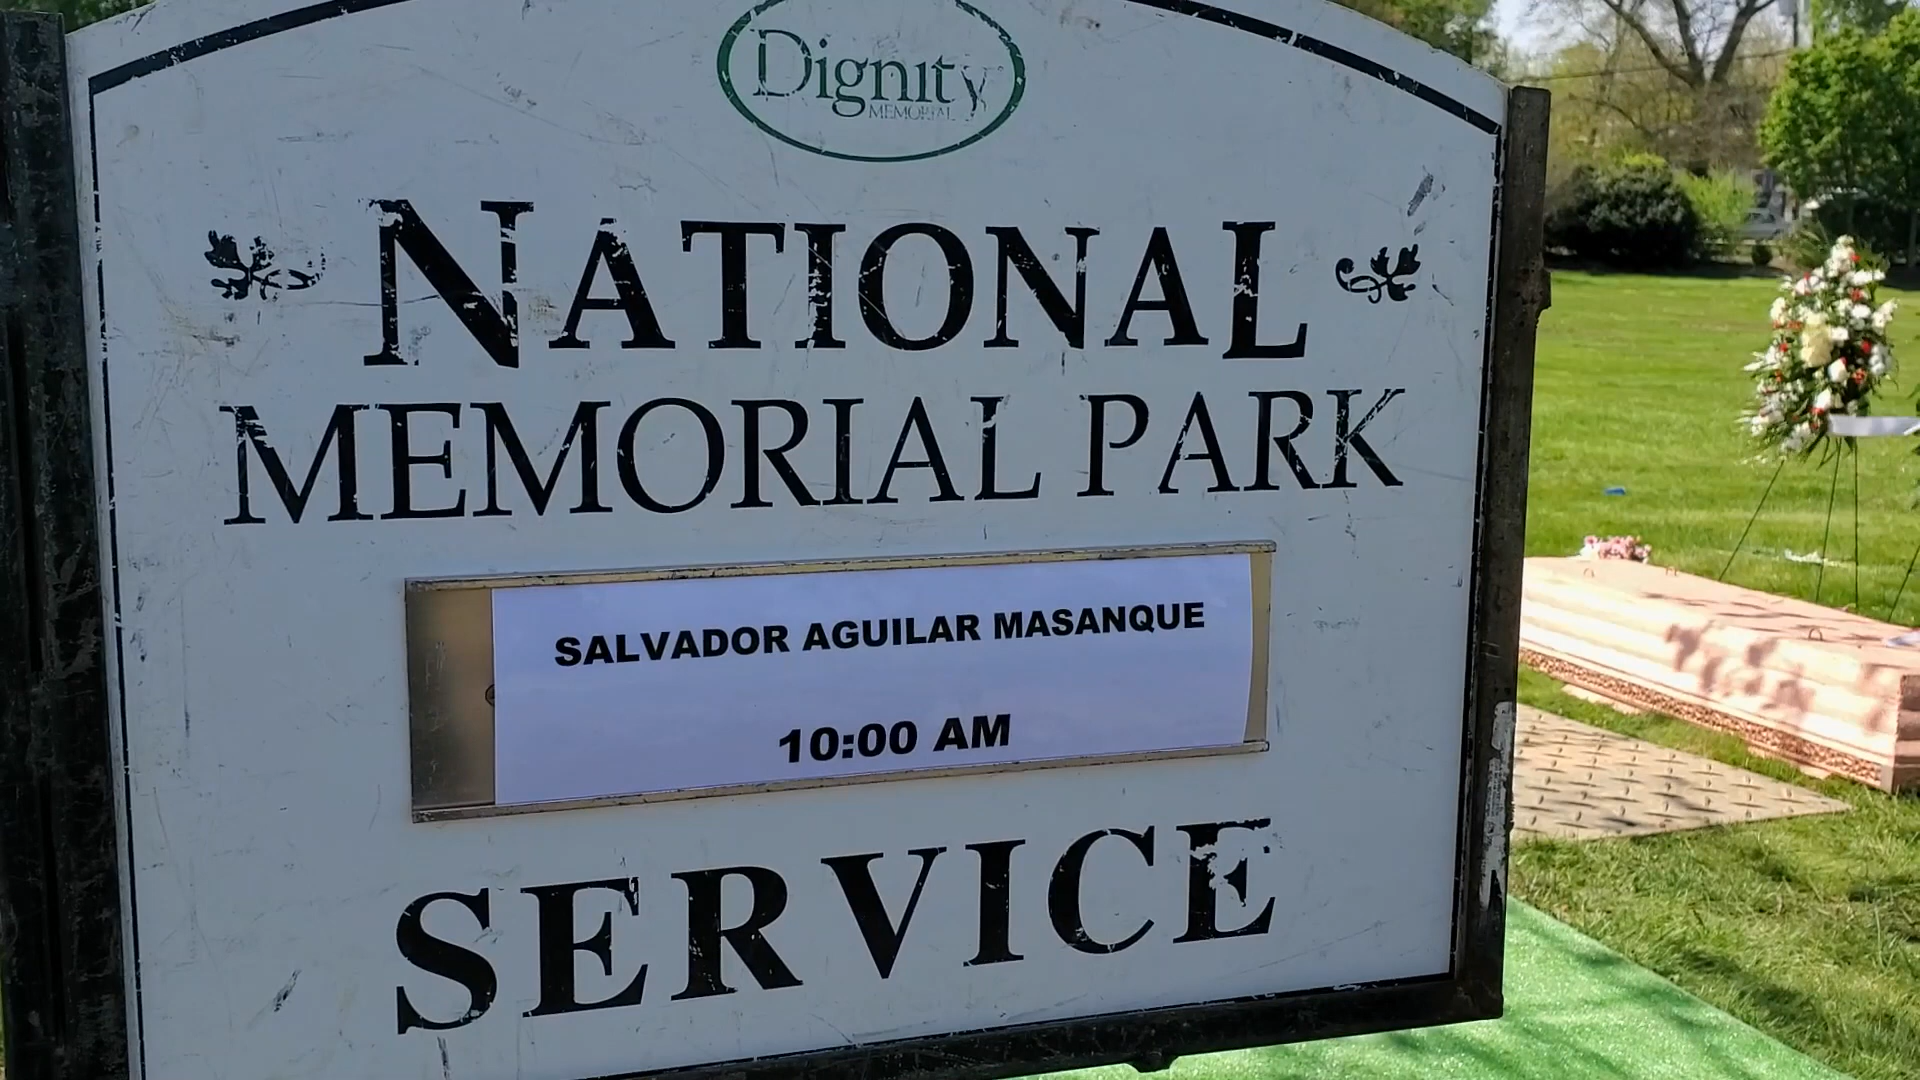 Dignity
MEMORIAL
NATIONAL
MEMORIAL PARK
SALVADOR AGUILAR MASANQUE
10:00 AM
SERVICE